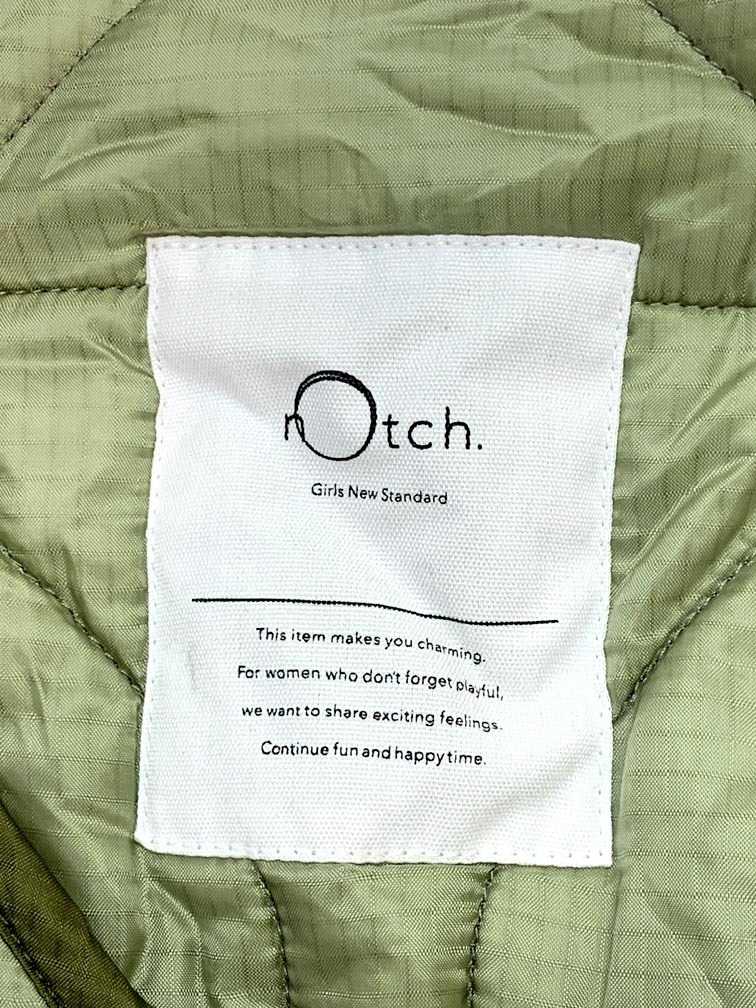 nOtch.
Girls New Standard
This item makes you charming.
For women who don't forget playful,
we want to share exciting feelings.
Continue fun and happy time.